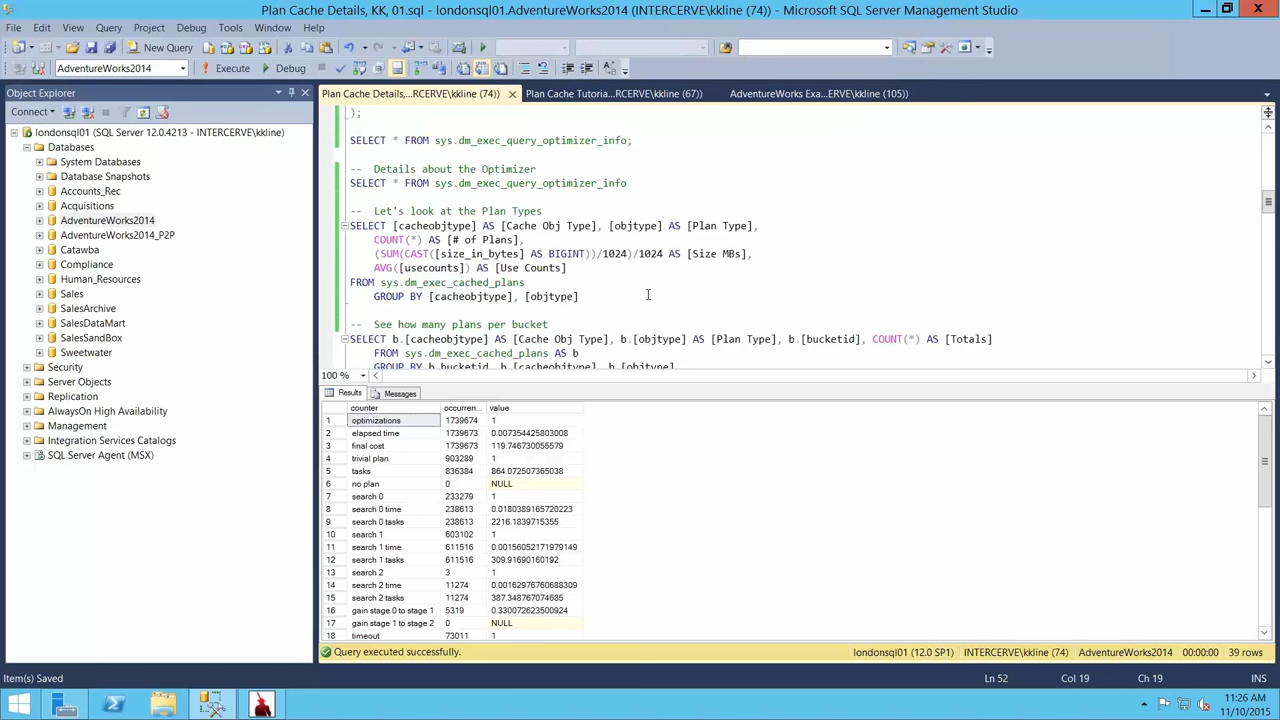 Plan Cache Details, KK, 01.sql - londonsql01.AdventureWorks2014 (INTERCERVE\kkline (74)) - Microsoft SQL Server Management Studio
File Edit View Query Project Debug Tools Window Help
New Query
AdventureWorks2014 Execute Debug
Object Explorer
Connect
londonsql01 (SQL Server 12.0.4213 - INTERCERVE\kkline)
Databases
System Databases
Database Snapshots
Accounts_Rec
Acquisitions
AdventureWorks2014
AdventureWorks2014_P2P
Catawba
Compliance
Human_Resources
Sales
SalesArchive
SalesDataMart
SalesSandBox
Sweetwater
Security
Server Objects
Replication
AlwaysOn High Availability
Management
Integration Services Catalogs
SQL Server Agent (MSX)
Plan Cache Details,...RCERVE\kkline (74)) Plan Cache Tutoria...RCERVE\kkline (67)) AdventureWorks Exa...ERVE\kkline (105))
);
SELECT * FROM sys.dm_exec_query_optimizer_info;
-- Details about the Optimizer
SELECT * FROM sys.dm_exec_query_optimizer_info
-- Let's look at the Plan Types
SELECT [cacheobjtype] AS [Cache Obj Type], [objtype] AS [Plan Type],
COUNT(*) AS [# of Plans],
(SUM(CAST([size_in_bytes] AS BIGINT))/1024)/1024 AS [Size MBs],
AVG([usecounts]) AS [Use Counts]
FROM sys.dm_exec_cached_plans
GROUP BY [cacheobjtype], [objtype]
-- See how many plans per bucket
SELECT b.[cacheobjtype] AS [Cache Obj Type], b.[objtype] AS [Plan Type], b.[bucketid], COUNT(*) AS [Totals]
FROM sys.dm_exec_cached_plans AS b
GROUP BY b.bucketid, b.[cacheobjtype], b.[objtype]
100 %
Results Messages
counter occurren... value
1 optimizations 1739674 1
2 elapsed time 1739673 0.007354425803008
3 final cost 1739673 119.746730055579
4 trivial plan 903289 1
5 tasks 836384 864.072507365038
6 no plan 0 NULL
7 search 0 233279 1
8 search 0 time 238613 0.0180389165720223
9 search 0 tasks 238613 2216.1839715355
10 search 1 603102 1
11 search 1 time 611516 0.00156052171979149
12 search 1 tasks 611516 309.91690160192
13 search 2 3 1
14 search 2 time 11274 0.00162976760688309
15 search 2 tasks 11274 387.348767074685
16 gain stage 0 to stage 1 5319 0.330072623500924
17 gain stage 1 to stage 2 0 NULL
18 timeout 73011 1
Query executed successfully. londonsql01 (12.0 SP1) INTERCERVE\kkline (74) AdventureWorks2014 00:00:00 39 rows
Item(s) Saved Ln 52 Col 19 Ch 19 INS
11:26 AM
11/10/2015